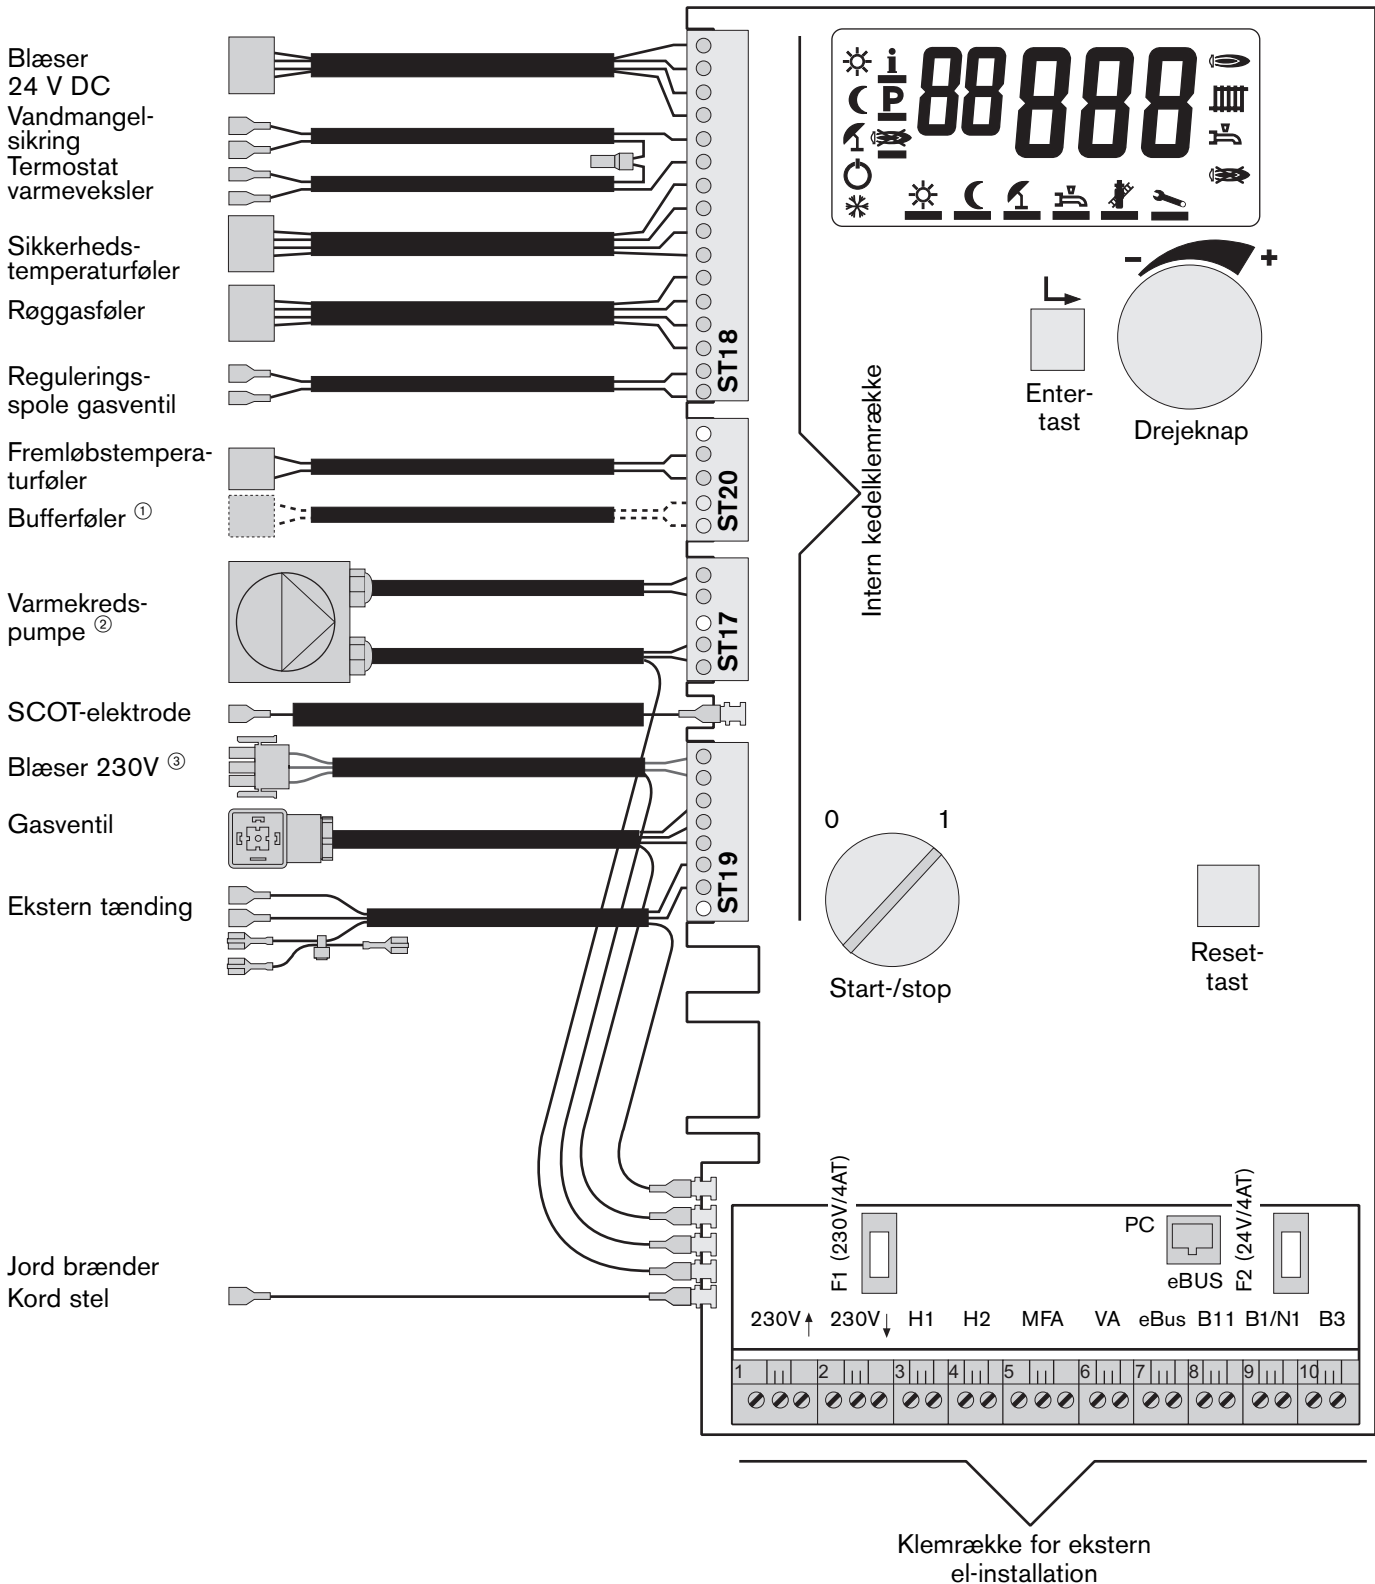 Blæser
24 V DC
Vandmangel-
sikring
Termostat
varmeveksler
Sikkerheds-
temperaturføler
Røggasføler
Regulerings-
spole gasventil
Fremløbstempera-
turføler
Bufferføler ①
Varmekreds-
pumpe ②
SCOT-elektrode
Blæser 230V ③
Gasventil
Ekstern tænding
Jord brænder
Kord stel
ST18
ST20
ST17
ST19
Intern kedelklemrække
i
P
88 888
- +
Enter-
tast
Drejeknap
0 1
Start-/stop
Reset-
tast
F1 (230V/4AT)
PC
eBUS
F2 (24V/4AT)
230V 230V H1 H2 MFA VA eBus B11 B1/N1 B3
1 2 3 4 5 6 7 8 9 10
Klemrække for ekstern
el-installation